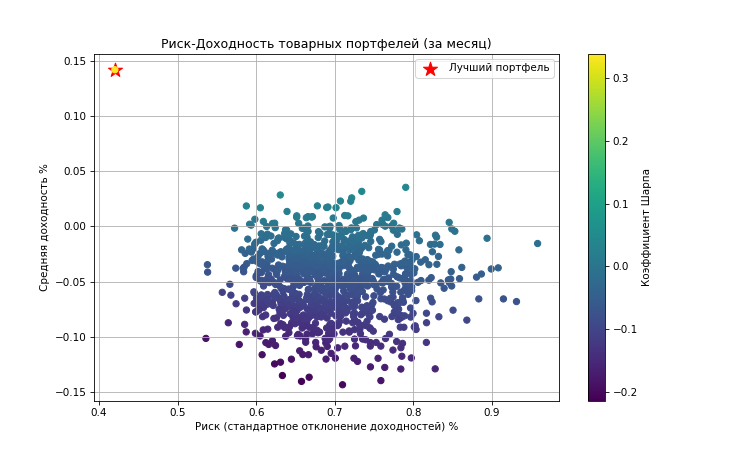 Риск-Доходность товарных портфелей (за месяц)
Лучший портфель
Средняя доходность %
0.15
0.10
0.05
0.00
−0.05
−0.10
−0.15
0.4 0.5 0.6 0.7 0.8 0.9
Риск (стандартное отклонение доходностей) %
0.3
0.2
0.1
0.0
−0.1
−0.2
Коэффициент Шарпа